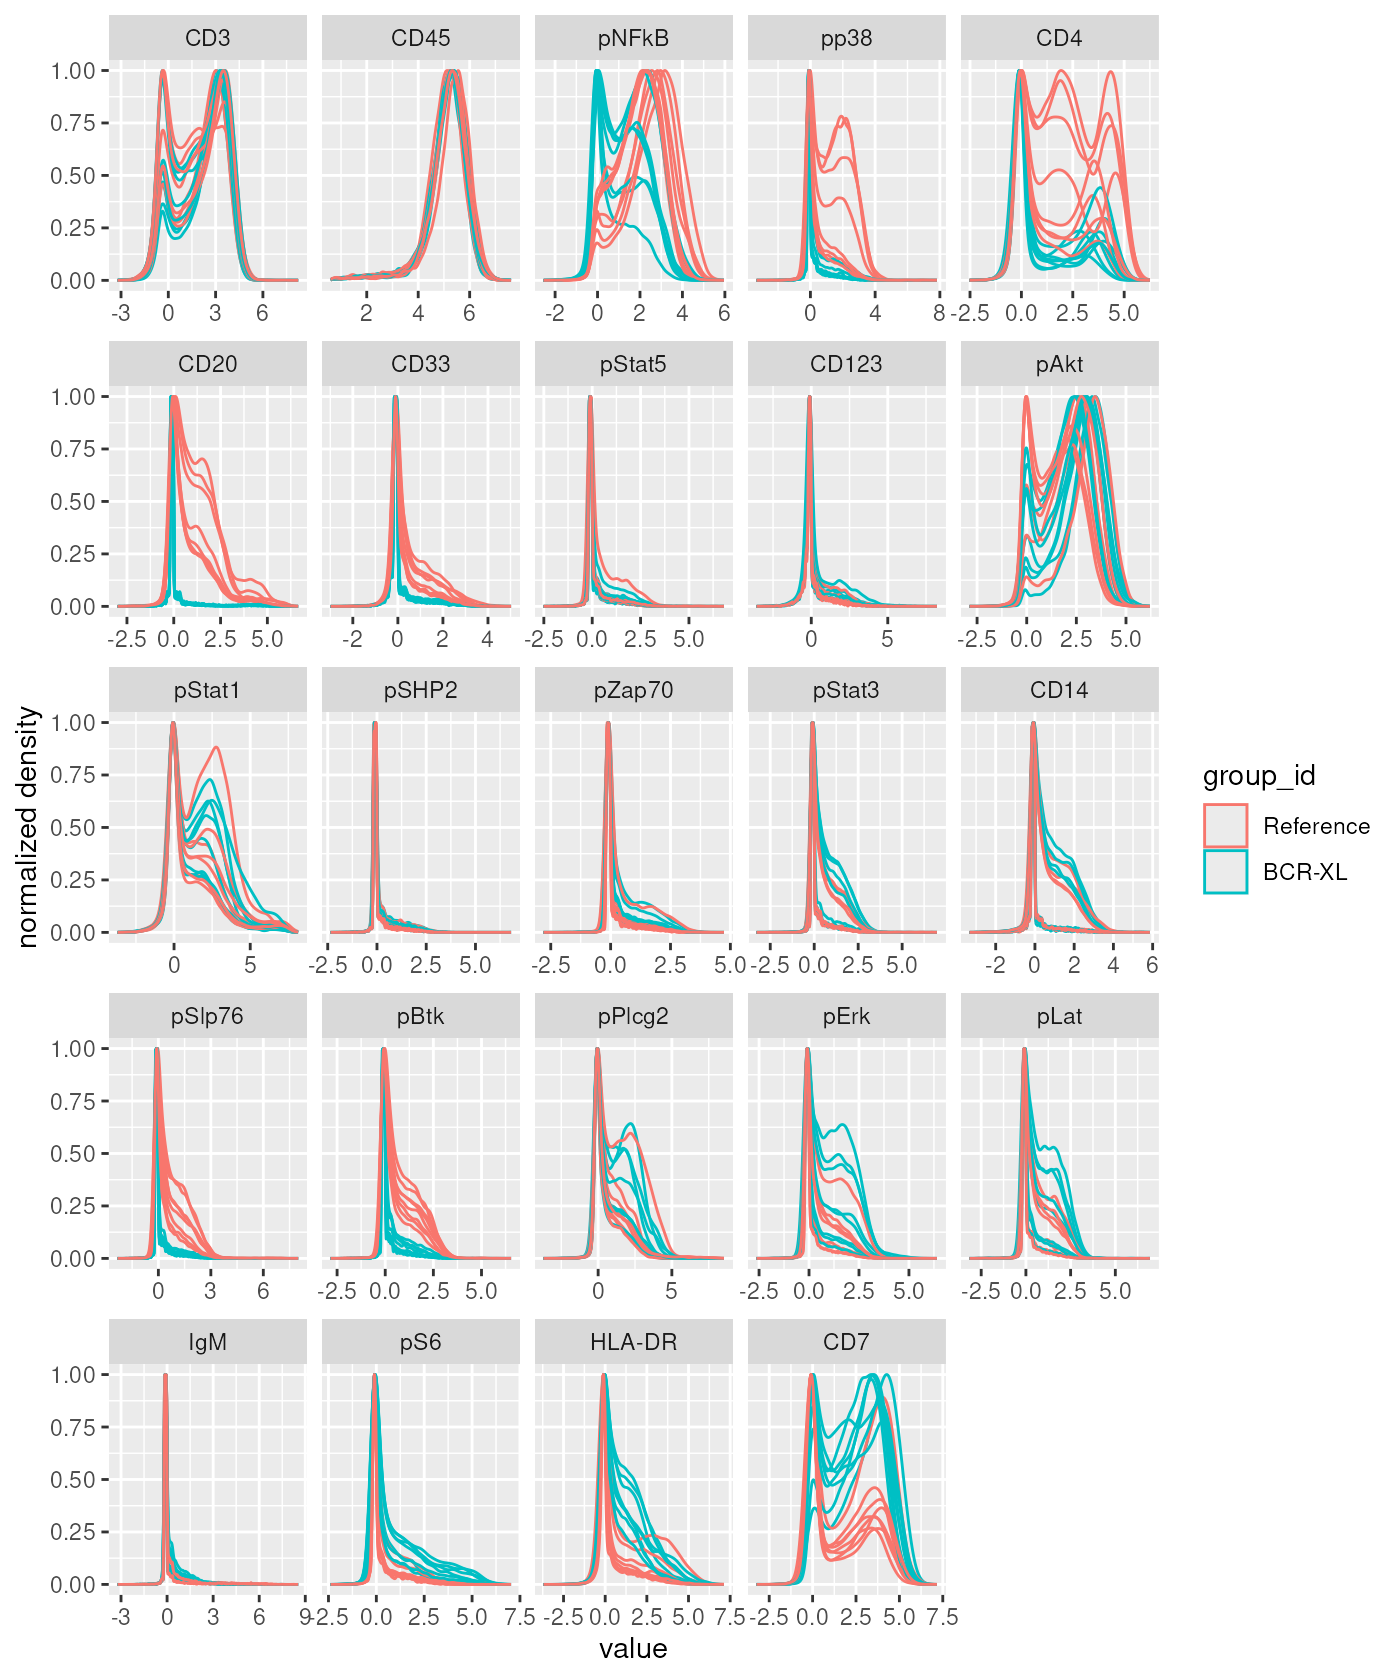 CD3 CD45 pNFkB pp38 CD4
1.00
0.75
0.50
0.25
0.00
-3 0 3 6 2 4 6 -2 0 2 4 6 0 4 8 -2.5 0.0 2.5 5.0
CD20 CD33 pStat5 CD123 pAkt
1.00
0.75
0.50
0.25
0.00
-2.5 0.0 2.5 5.0 -2 0 2 4 -2.5 0.0 2.5 5.0 0 5 -2.5 0.0 2.5 5.0
pStat1 pSHP2 pZap70 pStat3 CD14
1.00
0.75
0.50
0.25
0.00
0 5 -2.5 0.0 2.5 5.0 -2.5 0.0 2.5 5.0 -2.5 0.0 2.5 5.0 -2 0 2 4 6
normalized density
group_id
Reference
BCR-XL
pSlp76 pBtk pPlcg2 pErk pLat
1.00
0.75
0.50
0.25
0.00
0 3 6 -2.5 0.0 2.5 5.0 0 5 -2.5 0.0 2.5 5.0 -2.5 0.0 2.5 5.0
IgM pS6 HLA-DR CD7
1.00
0.75
0.50
0.25
0.00
-3 0 3 6 9 -2.5 0.0 2.5 5.0 7.5 -2.5 0.0 2.5 5.0 7.5 -2.5 0.0 2.5 5.0 7.5
value